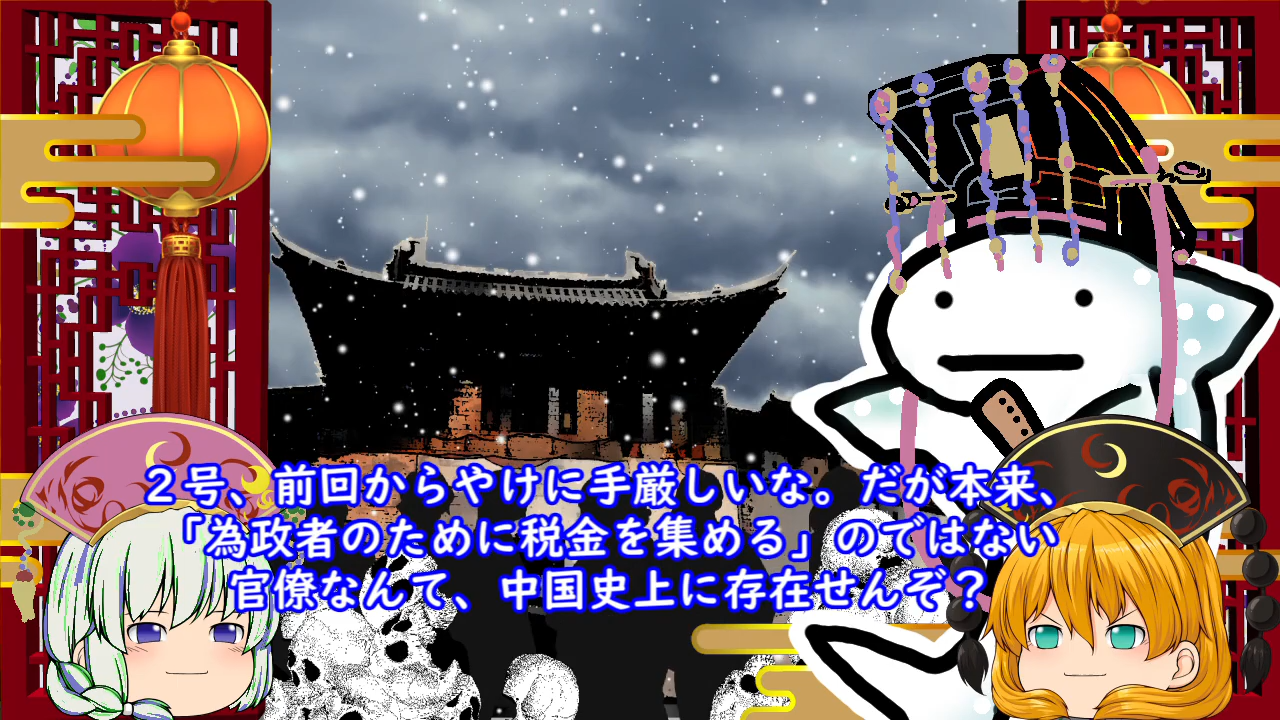 ２号、前回からやけに手厳しいな。だが本来、
「為政者のために税金を集める」のではない
官僚なんて、中国史上に存在せんぞ？